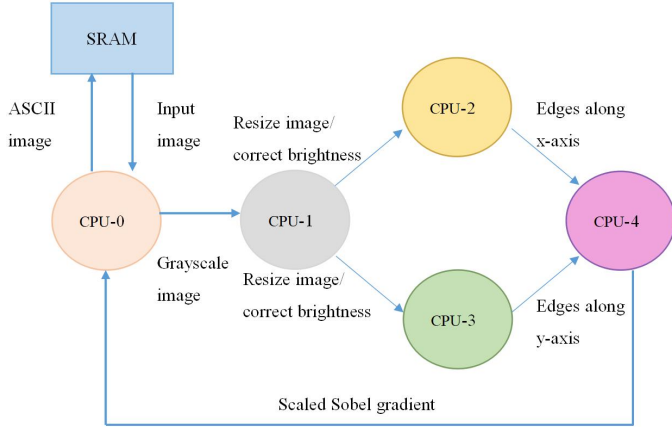 SRAM
ASCII
image
Input
image
Resize image/
correct brightness
CPU-2
Edges along
x-axis
CPU-0
CPU-1
CPU-4
Grayscale
image
Resize image/
correct brightness
CPU-3
Edges along
y-axis
Scaled Sobel gradient